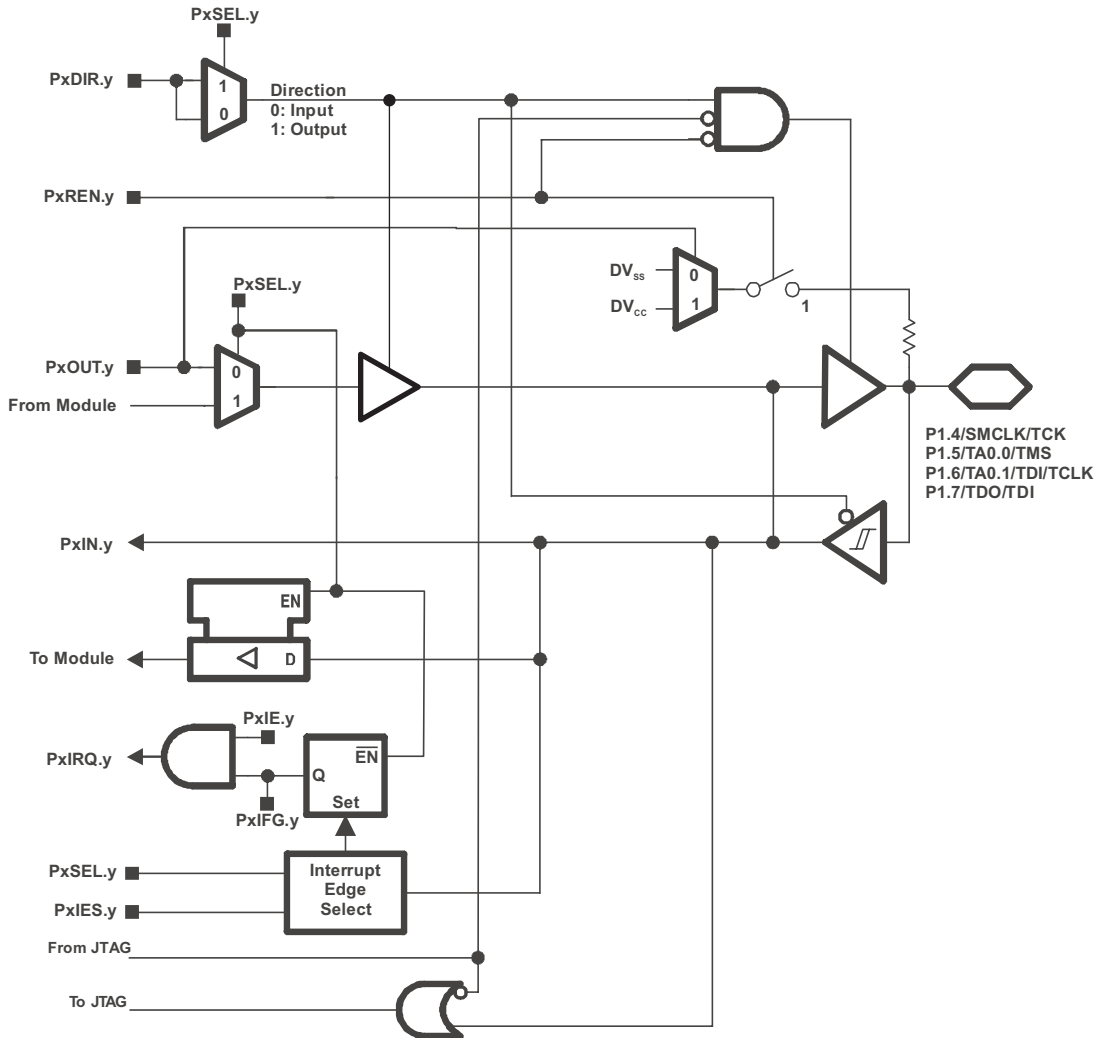 PxSEL.y
PxDIR.y
1
0
Direction
0: Input
1: Output
PxREN.y
PxSEL.y
DVSS
DVCC
0
1
1
PxOUT.y
0
1
From Module
P1.4/SMCLK/TCK
P1.5/TA0.0/TMS
P1.6/TA0.1/TDI/TCLK
P1.7/TDO/TDI
PxIN.y
EN
To Module
D
PxIE.y
PxIRQ.y
EN
Q
Set
PxIFG.y
PxSEL.y
PxIES.y
Interrupt
Edge
Select
From JTAG
To JTAG